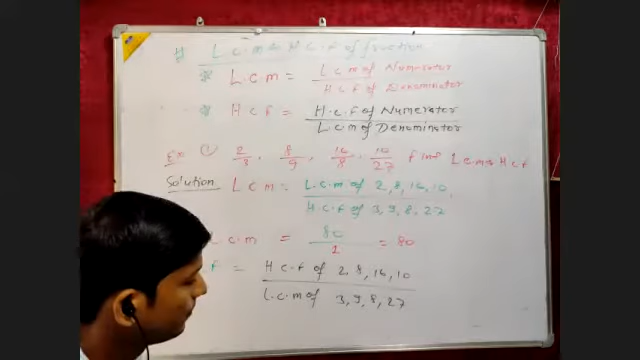 # L.C.M & H.C.F of fraction
* L.C.M = L.C.M of Numerator / H.C.F of Denominator
* H.C.F = H.C.F of Numerator / L.C.M of Denominator
Ex ① 2/3, 8/9, 16/8, 10/27 find L.C.M & H.C.F
Solution L.C.M = L.C.M of 2, 8, 16, 10 / H.C.F of 3, 9, 8, 27
.C.M = 80 / 1 = 80
F = H.C.F of 2, 8, 16, 10 / L.C.M of 3, 9, 8, 27